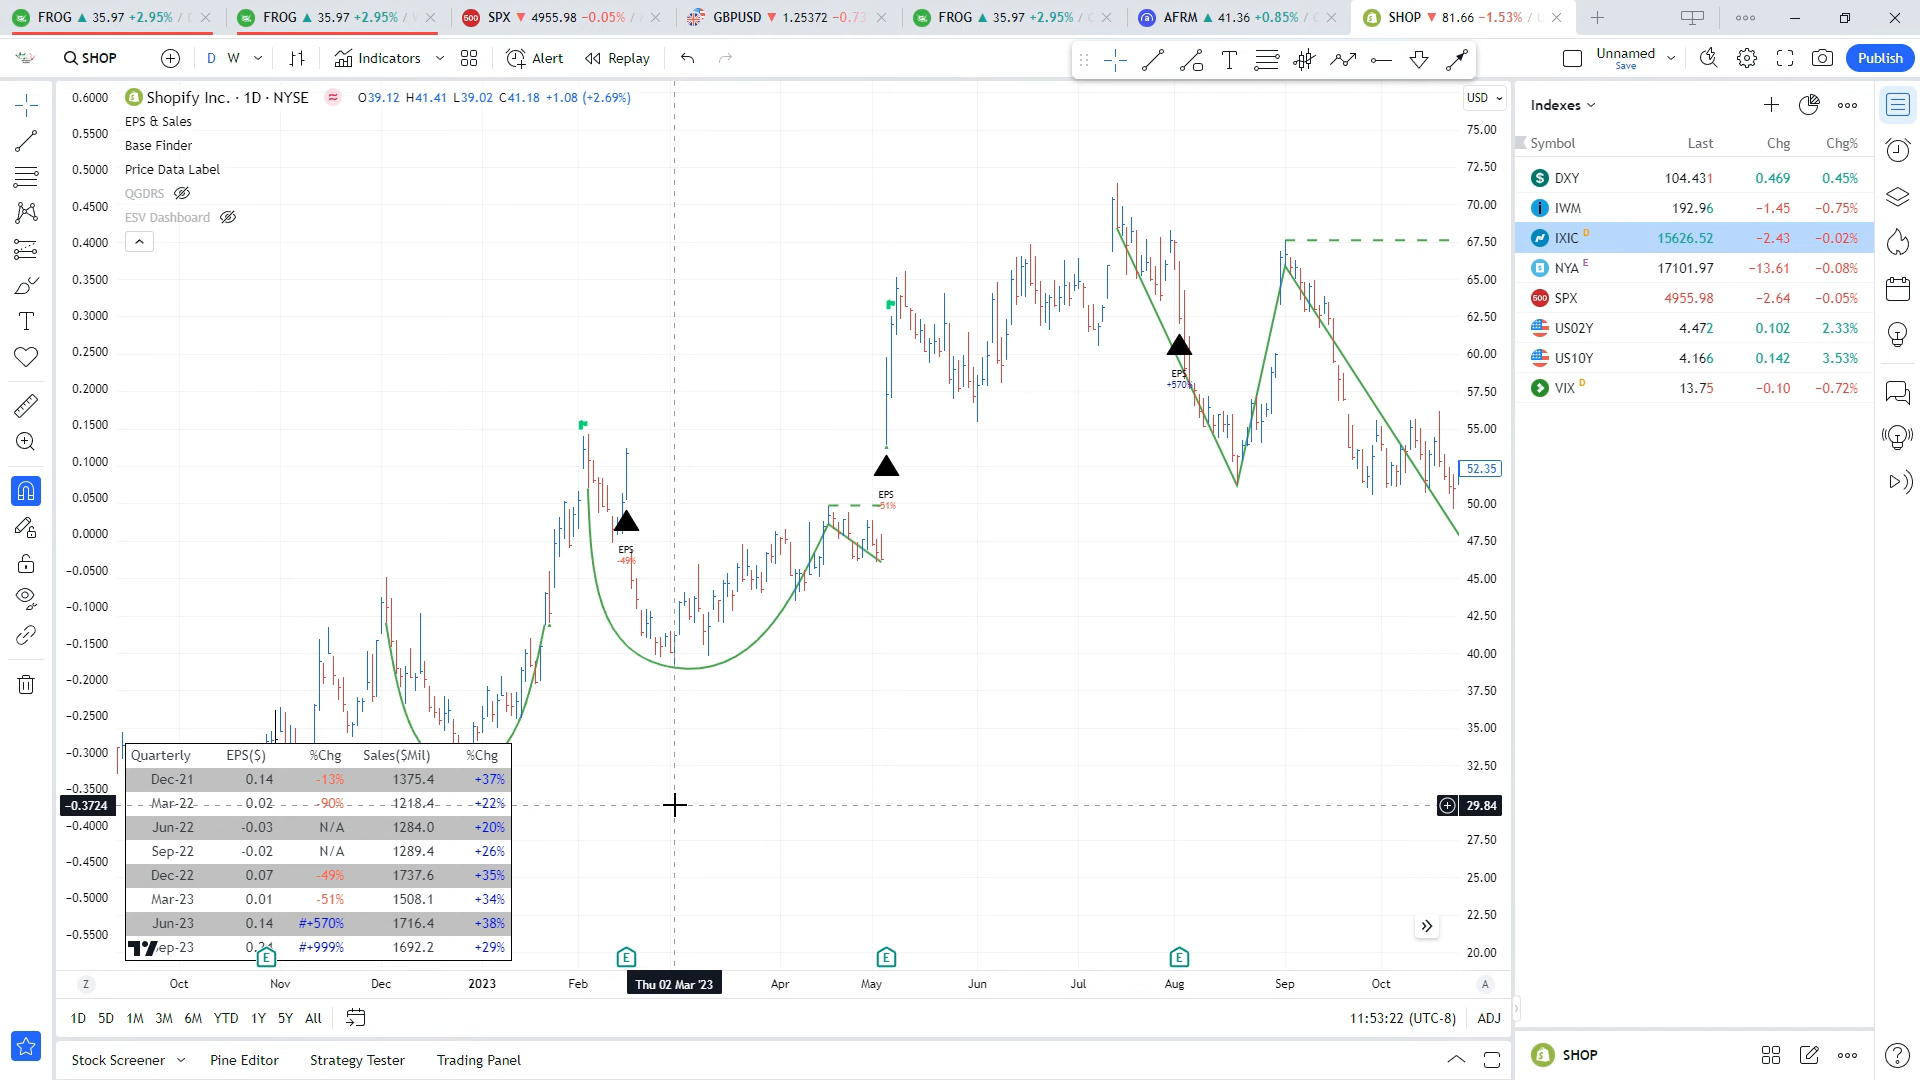 FROG ▲ 35.97 +2.95% /
FROG ▲ 35.97 +2.95% /
SPX ▼ 4955.98 −0.05% /
GBPUSD ▼ 1.25372 −0.73
FROG ▲ 35.97 +2.95% /
AFRM ▲ 41.36 +0.85% /
SHOP ▼ 81.66 −1.53% /
SHOP
D W
Indicators
Alert
Replay
Unnamed
Save
Publish
Shopify Inc. · 1D · NYSE O39.12 H41.41 L39.02 C41.18 +1.08 (+2.69%)
EPS & Sales
Base Finder
Price Data Label
QGDRS
ESV Dashboard
0.6000
0.5500
0.5000
0.4500
0.4000
0.3500
0.3000
0.2500
0.2000
0.1500
0.1000
0.0500
0.0000
−0.0500
−0.1000
−0.1500
−0.2000
−0.2500
−0.3000
−0.3500
−0.3724
−0.4000
−0.4500
−0.5000
−0.5500
EPS
-49%
EPS
-51%
EPS
+570%
USD
75.00
72.50
70.00
67.50
65.00
62.50
60.00
57.50
55.00
52.35
50.00
47.50
45.00
42.50
40.00
37.50
35.00
32.50
29.84
27.50
25.00
22.50
20.00
Quarterly EPS($) %Chg Sales($Mil) %Chg
Dec-21 0.14 -13% 1375.4 +37%
Mar-22 0.02 -90% 1218.4 +22%
Jun-22 -0.03 N/A 1284.0 +20%
Sep-22 -0.02 N/A 1289.4 +26%
Dec-22 0.07 -49% 1737.6 +35%
Mar-23 0.01 -51% 1508.1 +34%
Jun-23 0.14 #+570% 1716.4 +38%
ep-23 0.24 #+999% 1692.2 +29%
E E E E
Z Oct Nov Dec 2023 Feb Thu 02 Mar '23 Apr May Jun Jul Aug Sep Oct A
1D 5D 1M 3M 6M YTD 1Y 5Y All
11:53:22 (UTC-8) ADJ
Stock Screener Pine Editor Strategy Tester Trading Panel
Indexes
Symbol Last Chg Chg%
DXY 104.431 0.469 0.45%
IWM 192.96 −1.45 −0.75%
IXIC D 15626.52 −2.43 −0.02%
NYA E 17101.97 −13.61 −0.08%
500 SPX 4955.98 −2.64 −0.05%
US02Y 4.472 0.102 2.33%
US10Y 4.166 0.142 3.53%
VIX D 13.75 −0.10 −0.72%
SHOP